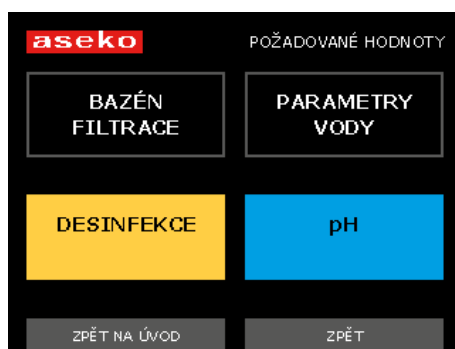 aseko
POŽADOVANÉ HODNOTY
BAZÉN
FILTRACE
PARAMETRY
VODY
DESINFEKCE
pH
ZPĚT NA ÚVOD
ZPĚT